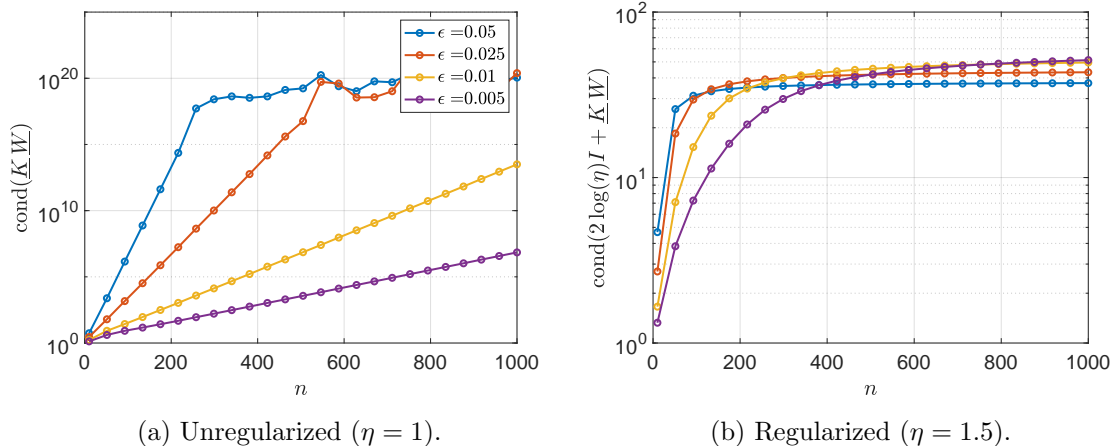 cond(K W)
10^20
10^10
10^0
0
200
400
600
800
1000
n
ϵ =0.05
ϵ =0.025
ϵ =0.01
ϵ =0.005
(a) Unregularized (η = 1).
cond(2 log(η)I + K W)
10^2
10^1
10^0
0
200
400
600
800
1000
n
(b) Regularized (η = 1.5).